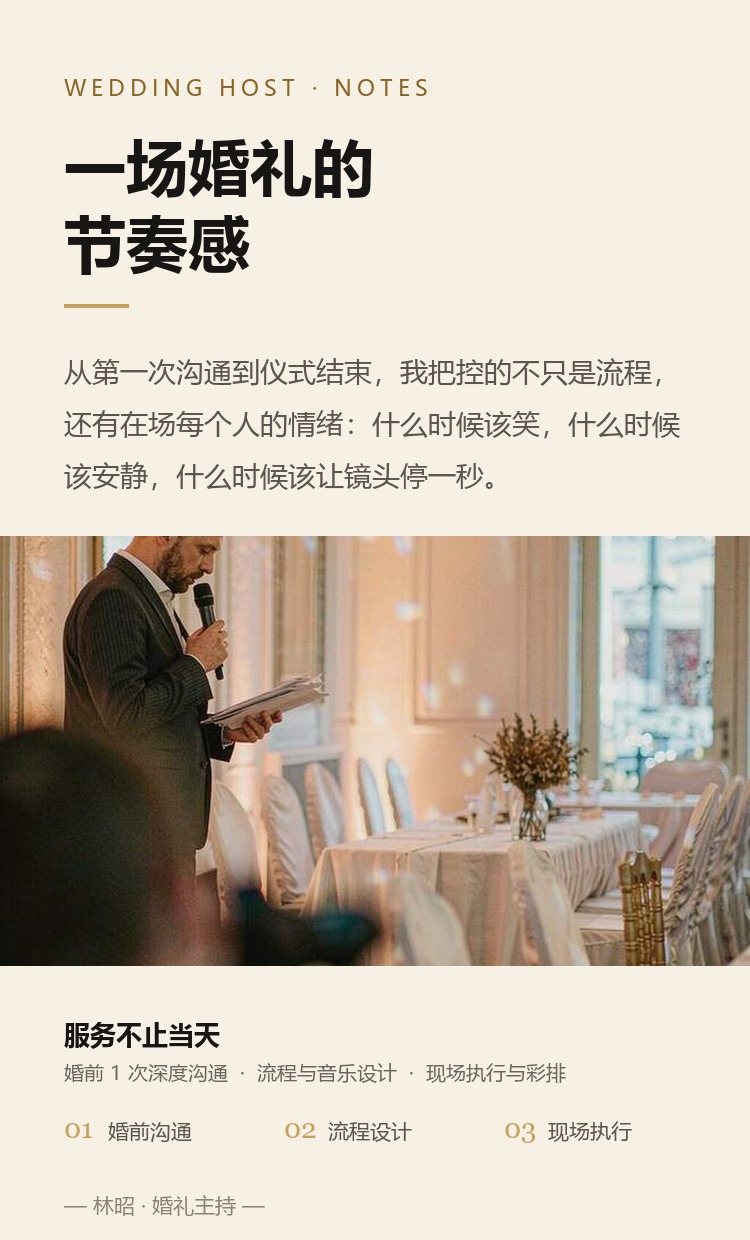 WEDDING HOST · NOTES
一场婚礼的
节奏感
从第一次沟通到仪式结束，我把控的不只是流程，
还有在场每个人的情绪：什么时候该笑，什么时候
该安静，什么时候该让镜头停一秒。
服务不止当天
婚前 1 次深度沟通 · 流程与音乐设计 · 现场执行与彩排
01 婚前沟通 02 流程设计 03 现场执行
— 林昭 · 婚礼主持 —